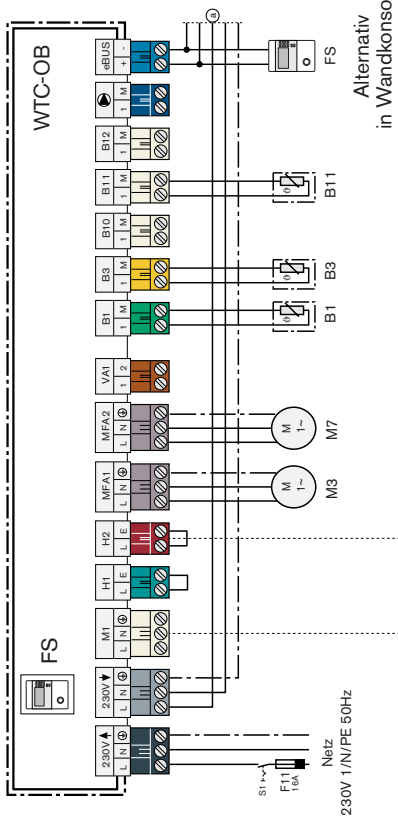 FS
WTC-OB
230V
L N
230V
L N
M1
L N
H1
L E
H2
L E
MFA1
L N
MFA2
L N
VA1
1 2
B1
1 M
B3
1 M
B10
1 M
B11
1 M
B12
1 M
1 M
eBUS
+ -
a
S1
F11
16A
Netz
230V 1/N/PE 50Hz
M
1~
M3
M
1~
M7
ϑ
B1
ϑ
B3
ϑ
B11
FS
Alternativ
in Wandkonso